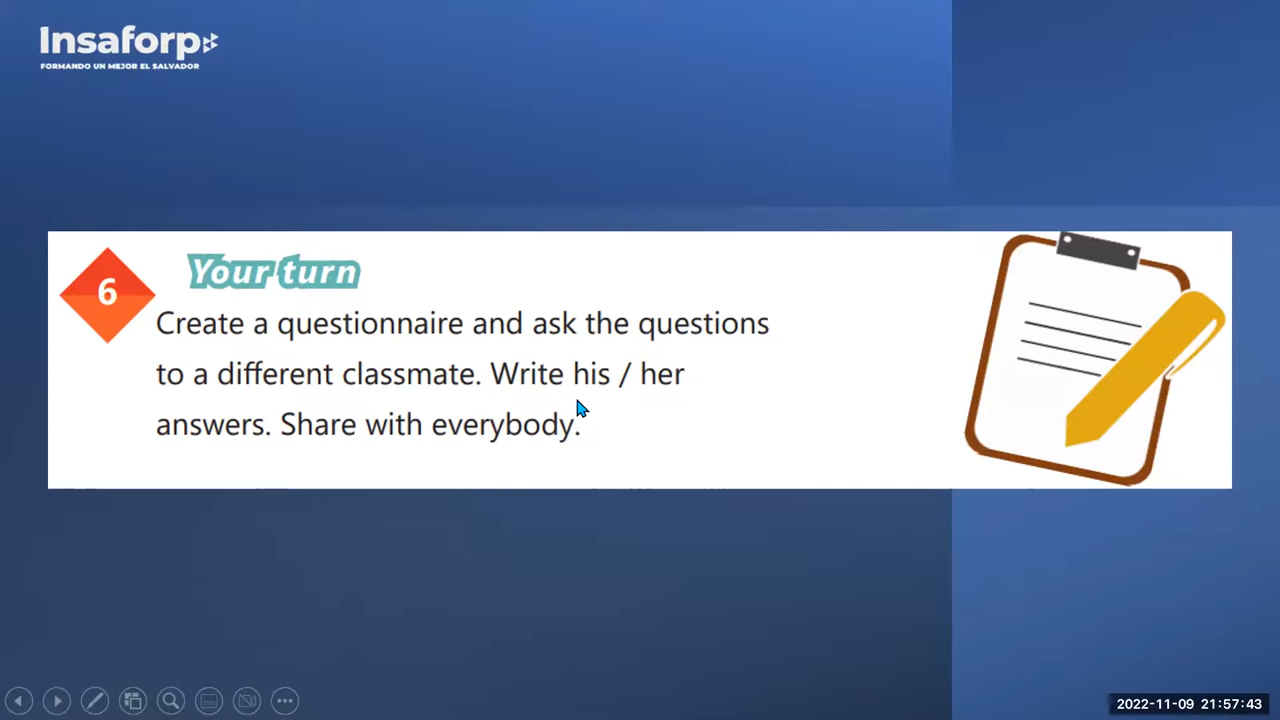 Insaforp
FORMANDO UN MEJOR EL SALVADOR
6
Your turn
Create a questionnaire and ask the questions
to a different classmate. Write his / her
answers. Share with everybody.
2022-11-09 21:57:43